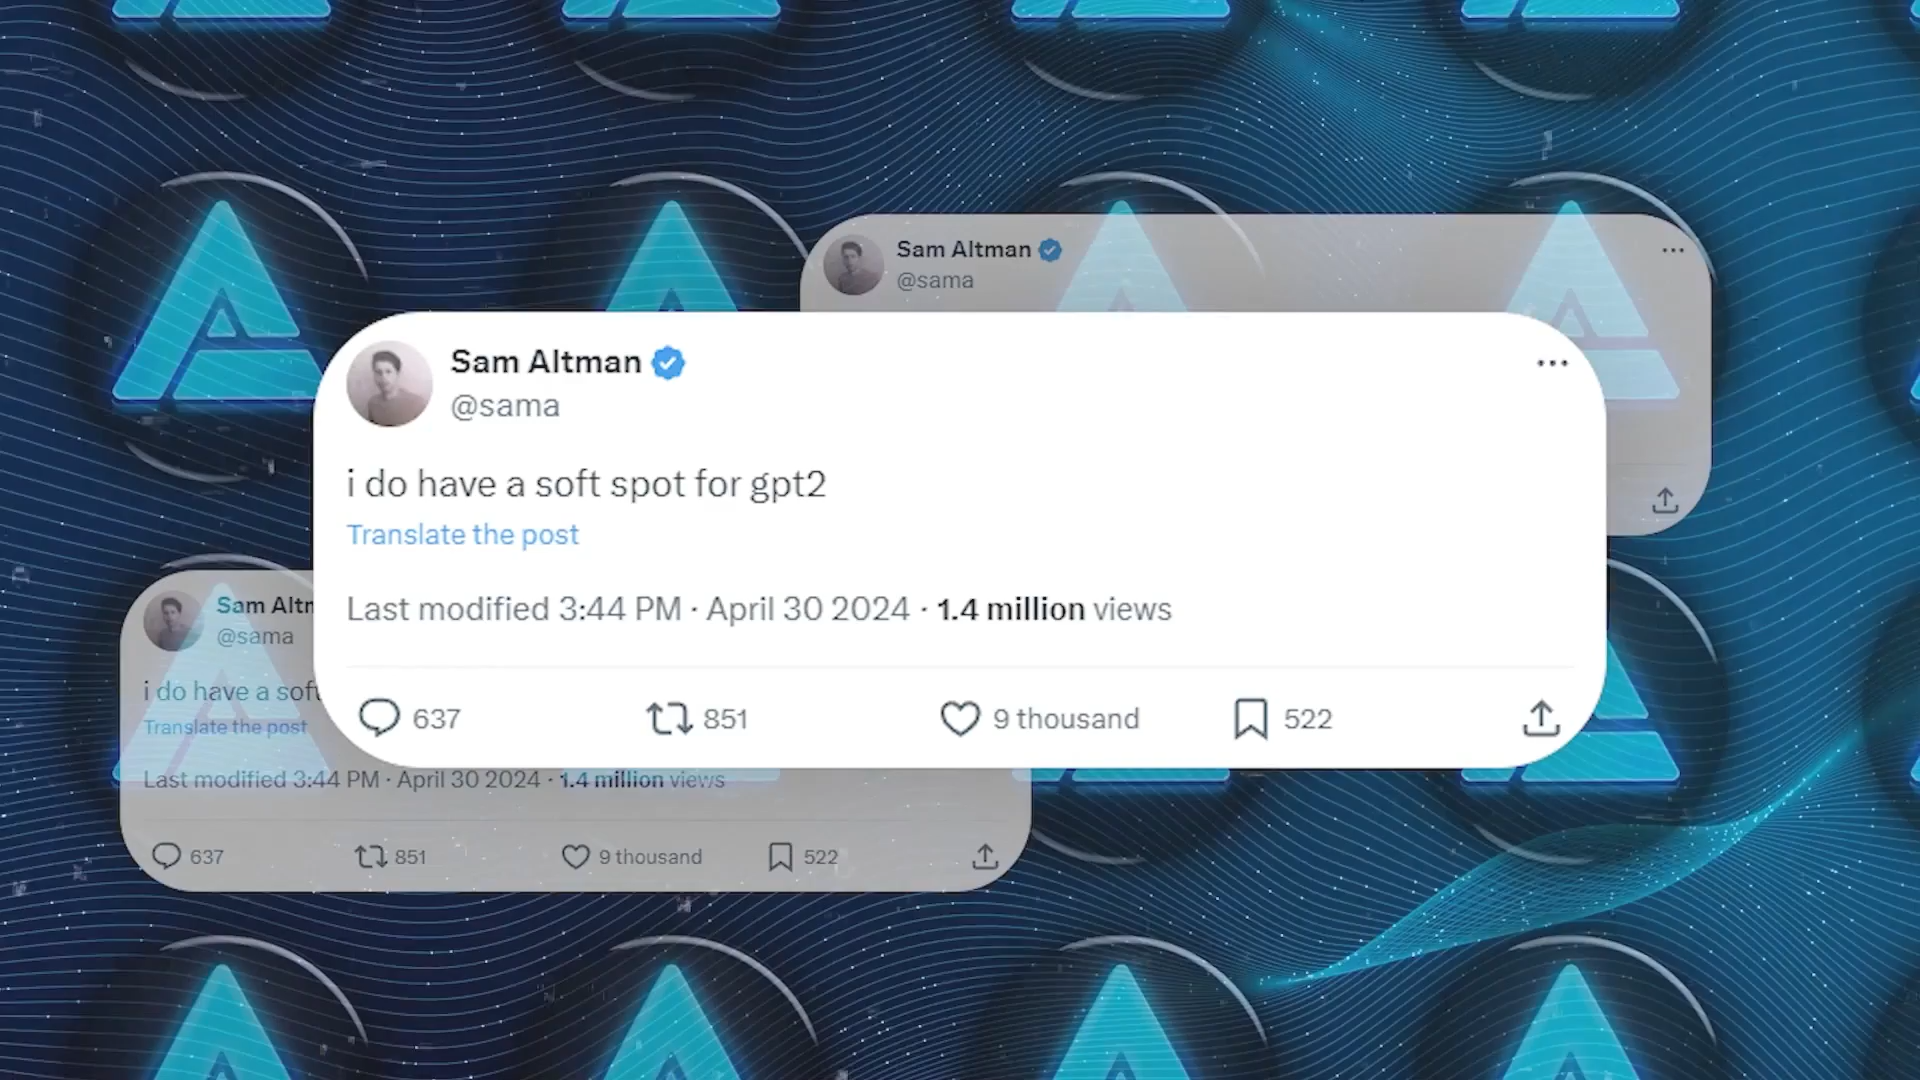 Sam Altman
@sama
Sam Altman
@sama
i do have a soft spot for gpt2
Translate the post
Last modified 3:44 PM · April 30 2024 · 1.4 million views
637 851 9 thousand 522
Sam Altm
@sama
i do have a soft
Translate the post
Last modified 3:44 PM · April 30 2024 · 1.4 million views
637 851 9 thousand 522